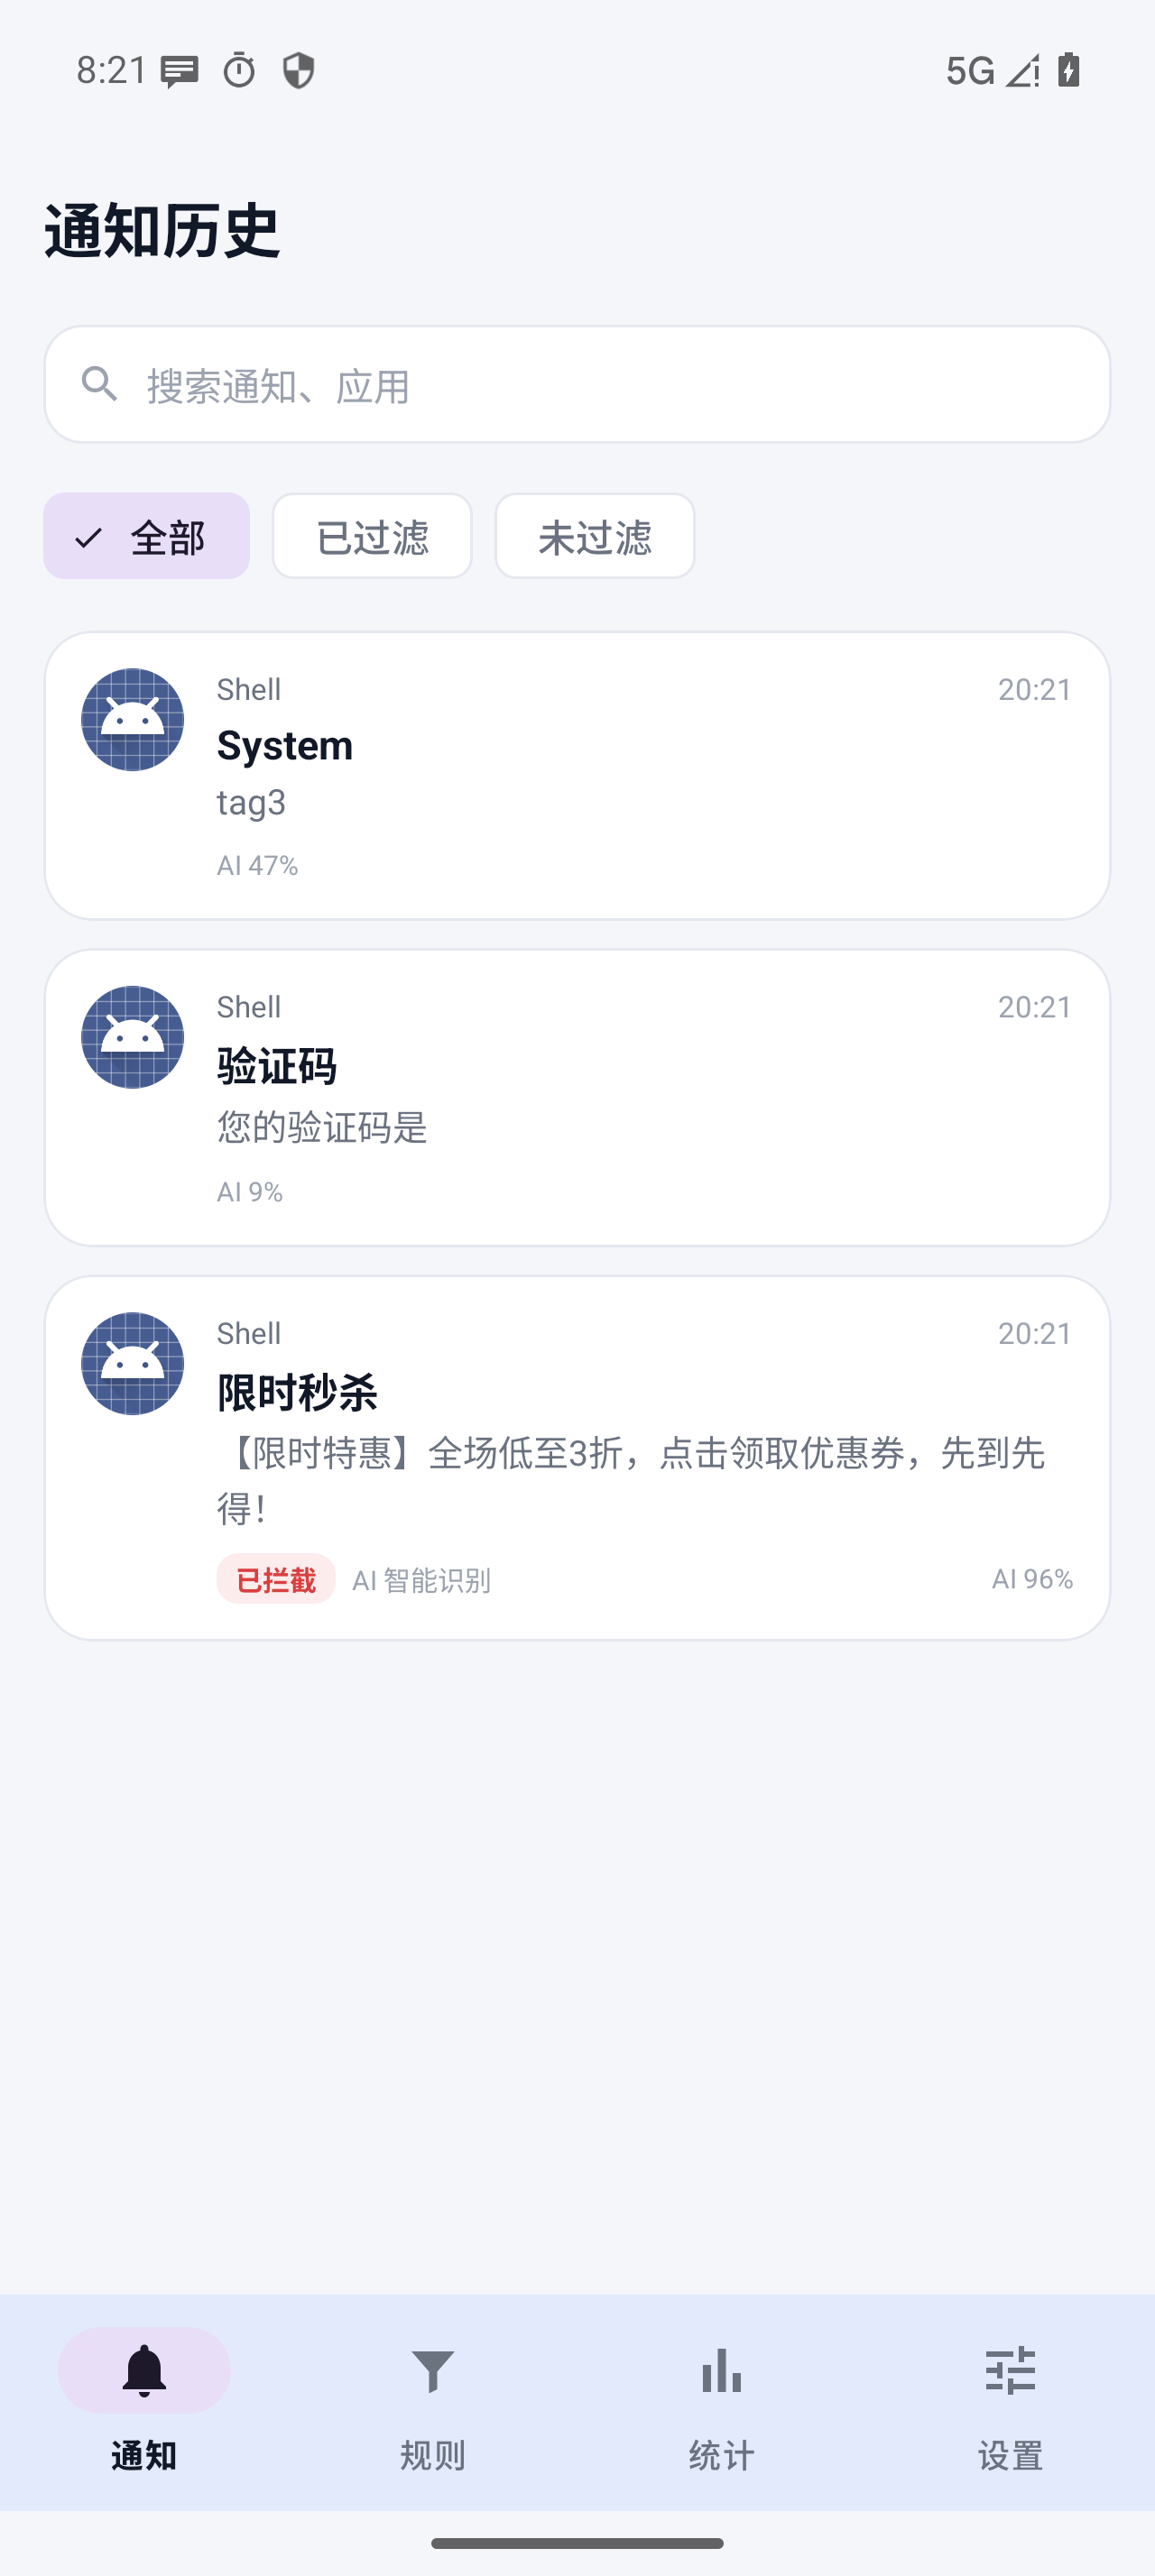 8:21
5G
通知历史
搜索通知、应用
全部
已过滤
未过滤
Shell
20:21
System
tag3
AI 47%
Shell
20:21
验证码
您的验证码是
AI 9%
Shell
20:21
限时秒杀
【限时特惠】全场低至3折，点击领取优惠券，先到先
得！
已拦截
AI 智能识别
AI 96%
通知
规则
统计
设置